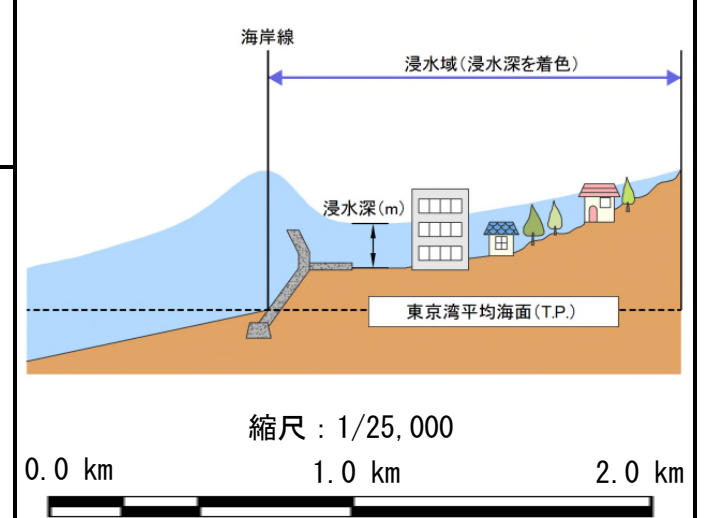 海岸線
浸水域(浸水深を着色)
浸水深(m)
東京湾平均海面(T.P.)
縮尺：1/25,000
0.0 km 1.0 km 2.0 km